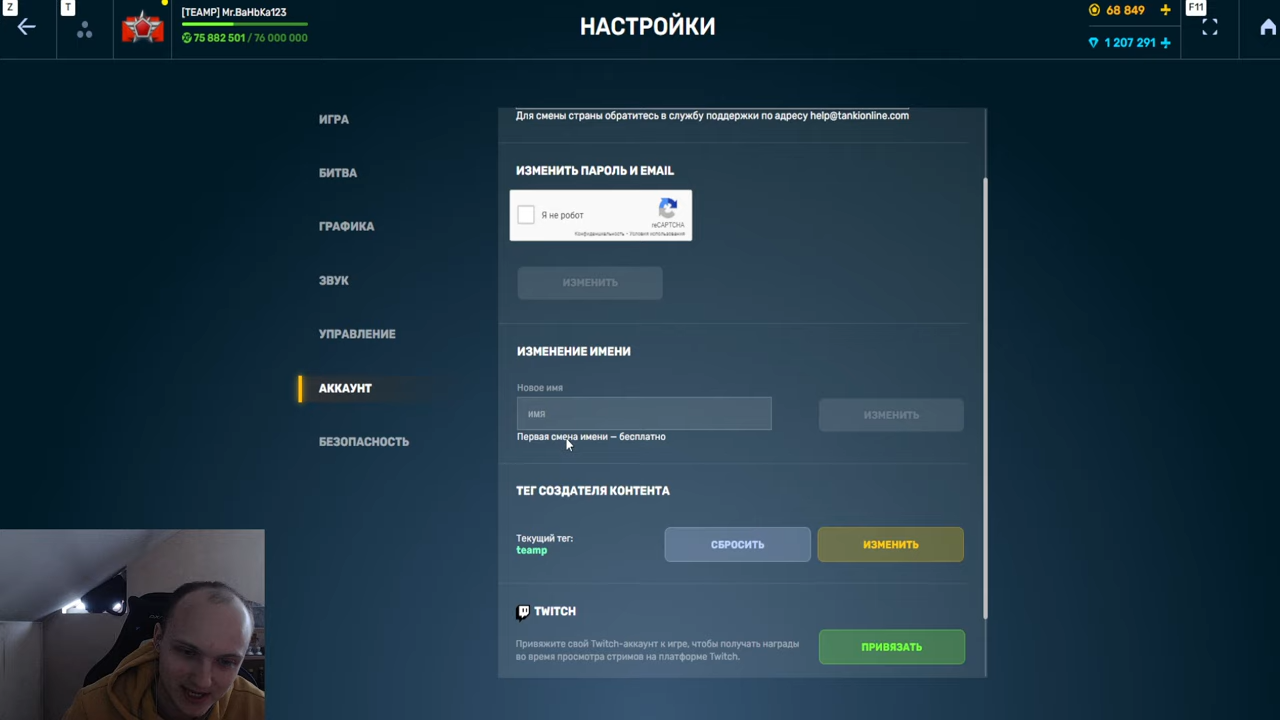 Z
T
[TEAMP] Mr.BaHbKa123
75 882 501 / 76 000 000
НАСТРОЙКИ
68 849 +
1 207 291 +
F11
ИГРА
БИТВА
ГРАФИКА
ЗВУК
УПРАВЛЕНИЕ
АККАУНТ
БЕЗОПАСНОСТЬ
Для смены страны обратитесь в службу поддержки по адресу help@tankionline.com
ИЗМЕНИТЬ ПАРОЛЬ И EMAIL
Я не робот
reCAPTCHA
Конфиденциальность - Условия использования
ИЗМЕНИТЬ
ИЗМЕНЕНИЕ ИМЕНИ
Новое имя
имя
ИЗМЕНИТЬ
Первая смена имени — бесплатно
ТЕГ СОЗДАТЕЛЯ КОНТЕНТА
Текущий тег:
teamp
СБРОСИТЬ
ИЗМЕНИТЬ
TWITCH
Привяжите свой Twitch-аккаунт к игре, чтобы получать награды
во время просмотра стримов на платформе Twitch.
ПРИВЯЗАТЬ